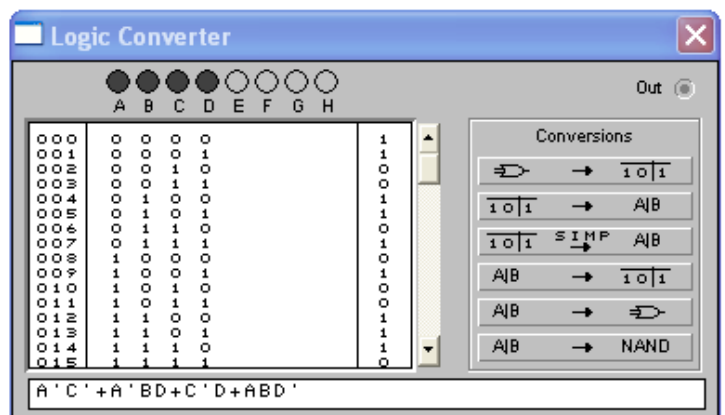 Logic Converter
A B C D E F G H
Out
000 0 0 0 0 1
001 0 0 0 1 1
002 0 0 1 0 0
003 0 0 1 1 0
004 0 1 0 0 1
005 0 1 0 1 1
006 0 1 1 0 0
007 0 1 1 1 1
008 1 0 0 0 0
009 1 0 0 1 1
010 1 0 1 0 0
011 1 0 1 1 0
012 1 1 0 0 1
013 1 1 0 1 1
014 1 1 1 0 1
015 1 1 1 1 0
Conversions
→ 1 0|1
1 0|1 → A|B
1 0|1 SIMP → A|B
A|B → 1 0|1
A|B →
A|B → NAND
A'C'+A'BD+C'D+ABD'